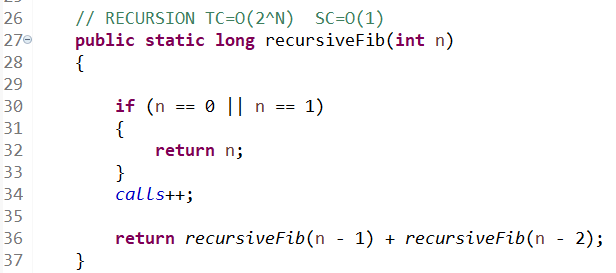 26 // RECURSION TC=O(2^N)  SC=O(1)
27 public static long recursiveFib(int n)
28 {
29
30     if (n == 0 || n == 1)
31     {
32         return n;
33     }
34     calls++;
35
36     return recursiveFib(n - 1) + recursiveFib(n - 2);
37 }